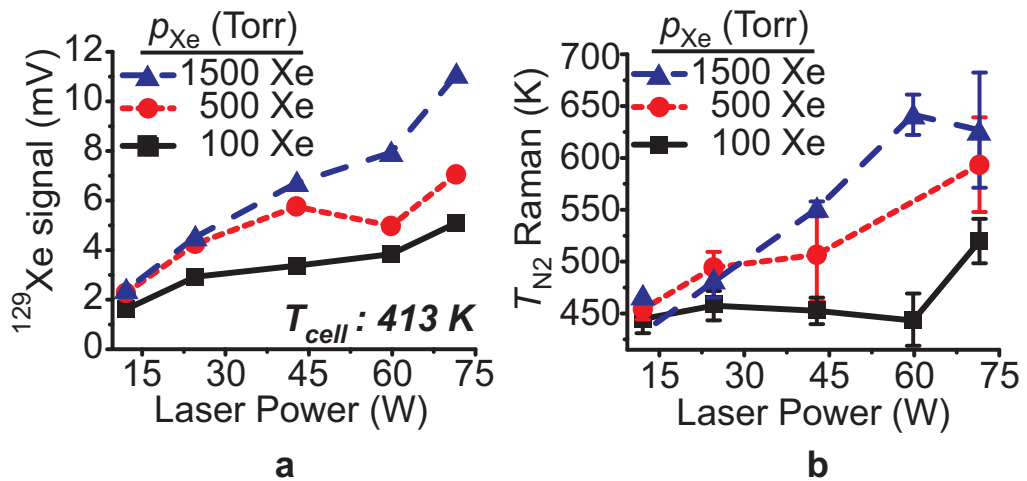 p_Xe (Torr)
1500 Xe
500 Xe
100 Xe
12
10
8
6
4
2
0
¹²⁹Xe signal (mV)
T_cell : 413 K
15 30 45 60 75
Laser Power (W)
a
p_Xe (Torr)
1500 Xe
500 Xe
100 Xe
700
650
600
550
500
450
T_N2 Raman (K)
15 30 45 60 75
Laser Power (W)
b